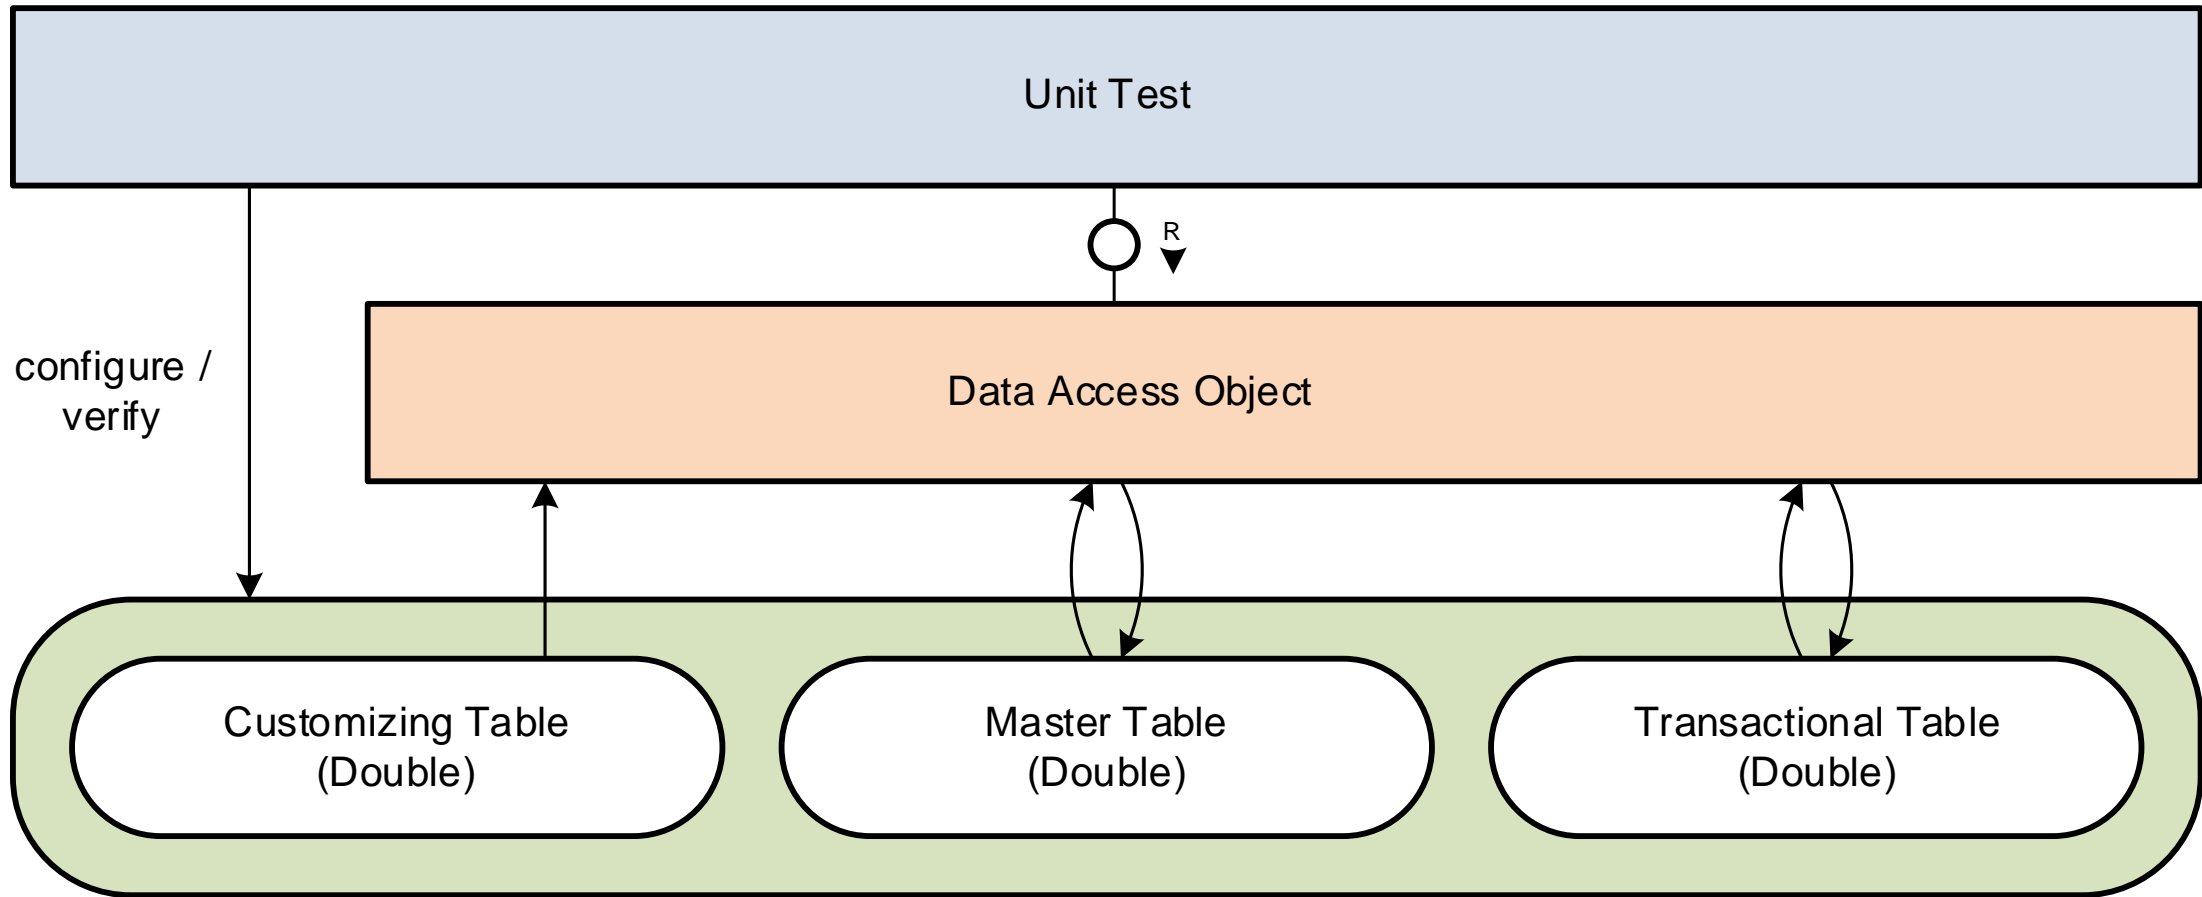 Unit Test
R
configure /
verify
Data Access Object
Customizing Table
(Double)
Master Table
(Double)
Transactional Table
(Double)